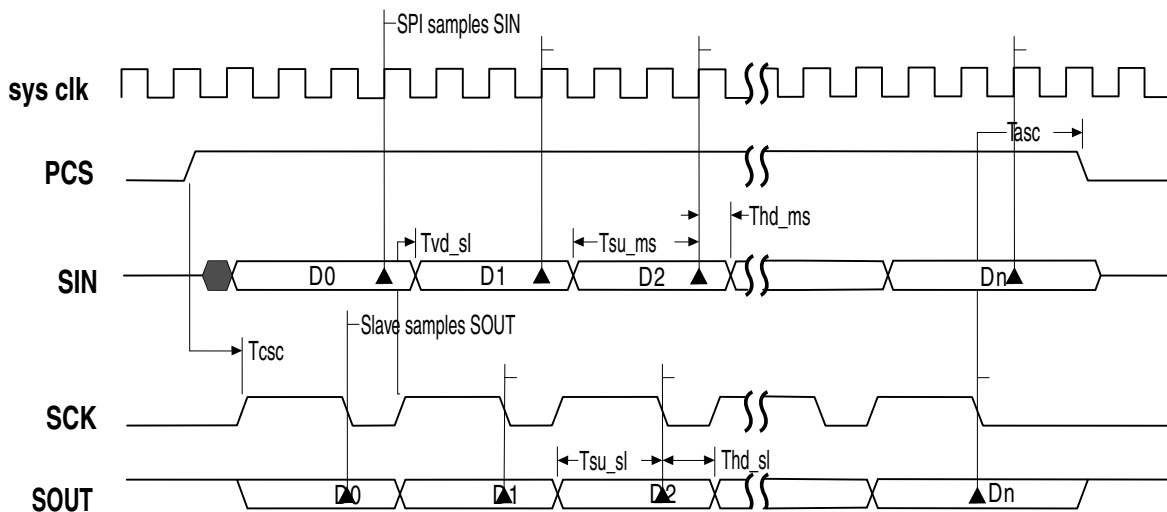 SPI samples SIN
sys clk
Tasc
PCS
Thd_ms
Tvd_sl
Tsu_ms
SIN
D0
D1
D2
Dn
Slave samples SOUT
Tcsc
SCK
Tsu_sl
Thd_sl
SOUT
D0
D1
D2
Dn